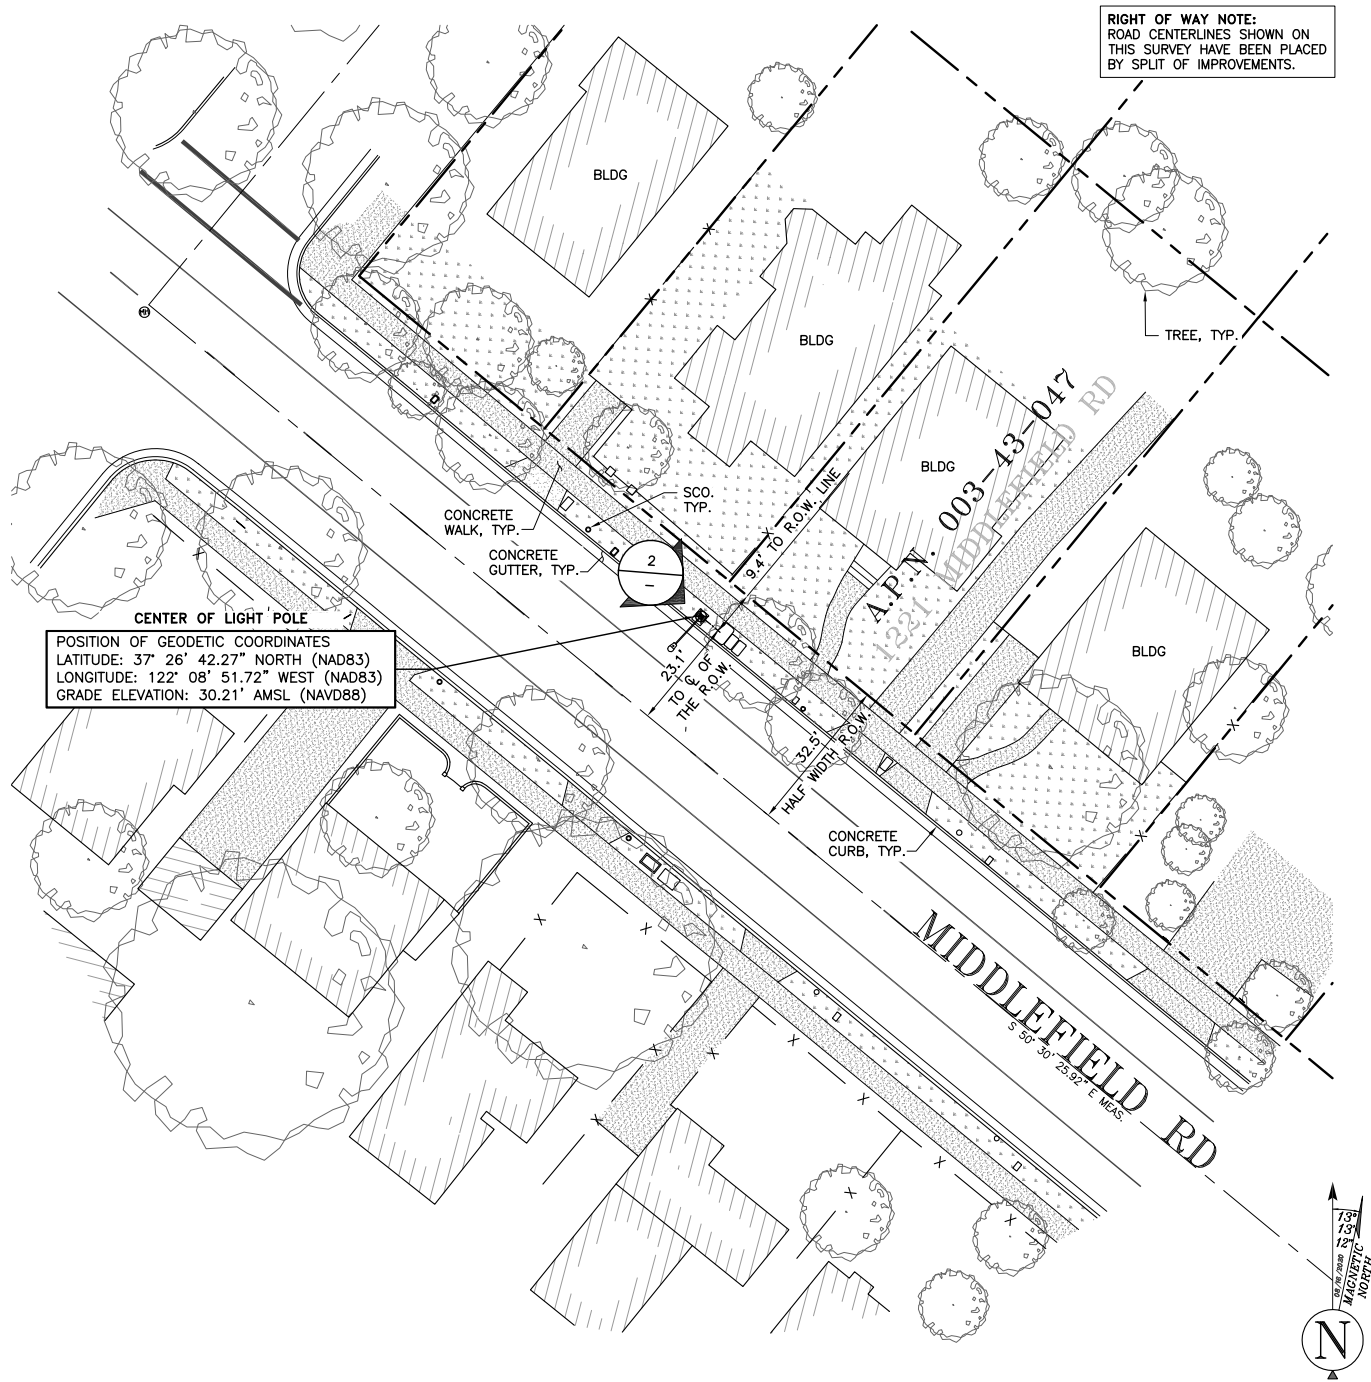 RIGHT OF WAY NOTE:
ROAD CENTERLINES SHOWN ON
THIS SURVEY HAVE BEEN PLACED
BY SPLIT OF IMPROVEMENTS.
BLDG
BLDG
TREE, TYP.
A.P.N. 003-43-047
1221 MIDDLEFIELD RD
BLDG
SCO.
TYP.
CONCRETE
WALK, TYP.
CONCRETE
GUTTER, TYP.
2
–
9.4' TO R.O.W. LINE
CENTER OF LIGHT POLE
POSITION OF GEODETIC COORDINATES
LATITUDE: 37° 26' 42.27" NORTH (NAD83)
LONGITUDE: 122° 08' 51.72" WEST (NAD83)
GRADE ELEVATION: 30.21' AMSL (NAVD88)
23.1'
TO ℄ OF
THE R.O.W.
BLDG
32.5'
HALF WIDTH R.O.W.
CONCRETE
CURB, TYP.
MIDDLEFIELD RD
S 50° 30' 25.92" E MEAS.
13°
13'
12"
MAGNETIC
NORTH
N